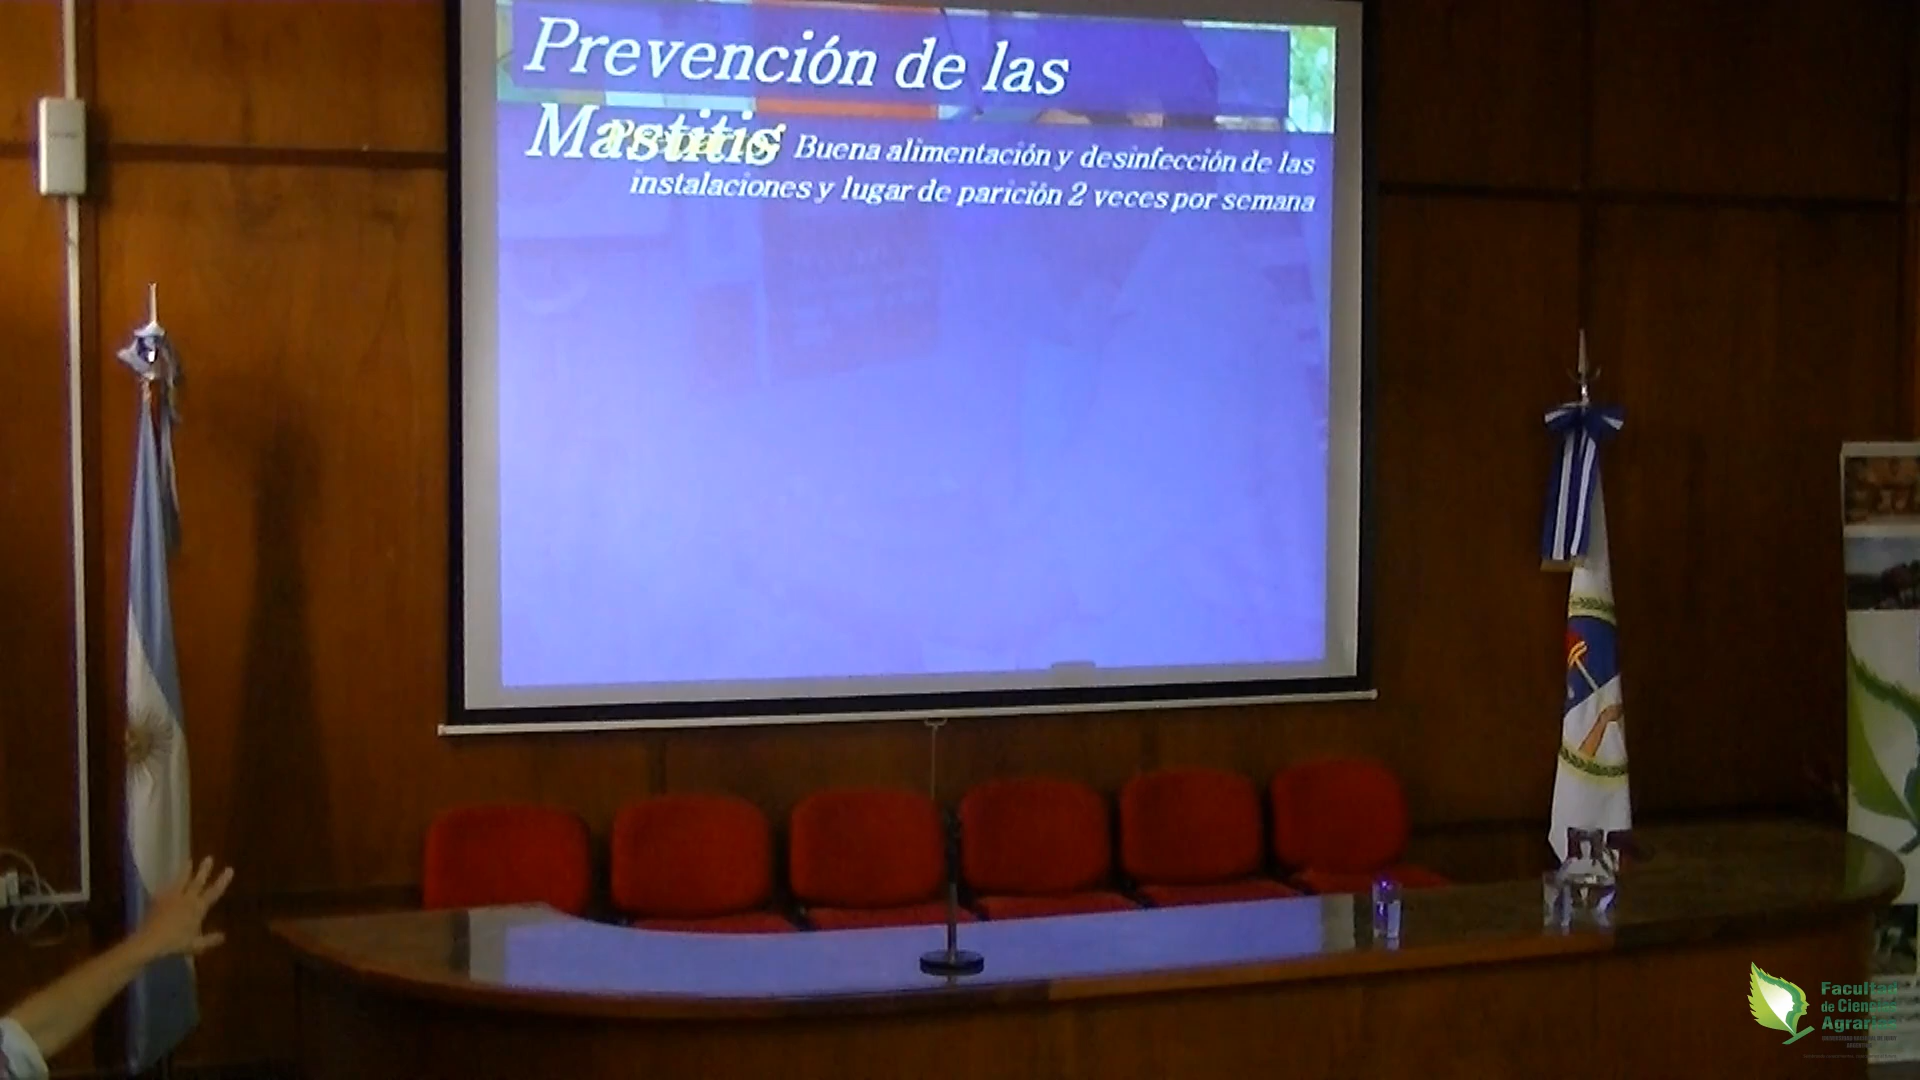 Prevención de las
Mastitis
Buena alimentación y desinfección de las
instalaciones y lugar de parición 2 veces por semana
Facultad
de Ciencias
Agrarias